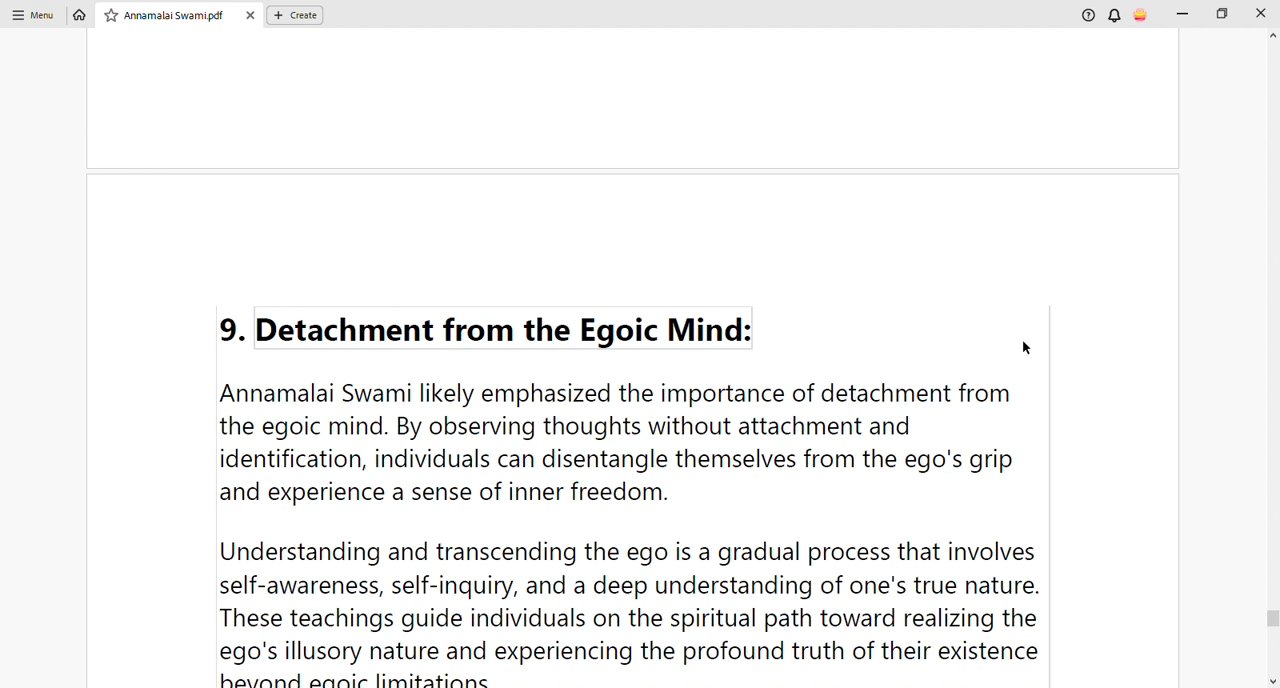 Menu
Annamalai Swami.pdf
Create
9. Detachment from the Egoic Mind:
Annamalai Swami likely emphasized the importance of detachment from
the egoic mind. By observing thoughts without attachment and
identification, individuals can disentangle themselves from the ego's grip
and experience a sense of inner freedom.
Understanding and transcending the ego is a gradual process that involves
self-awareness, self-inquiry, and a deep understanding of one's true nature.
These teachings guide individuals on the spiritual path toward realizing the
ego's illusory nature and experiencing the profound truth of their existence
beyond egoic limitations.